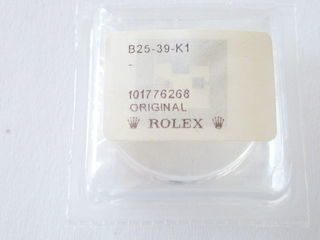 B25-39-K1
-
101776268
ORIGINAL
ROLEX